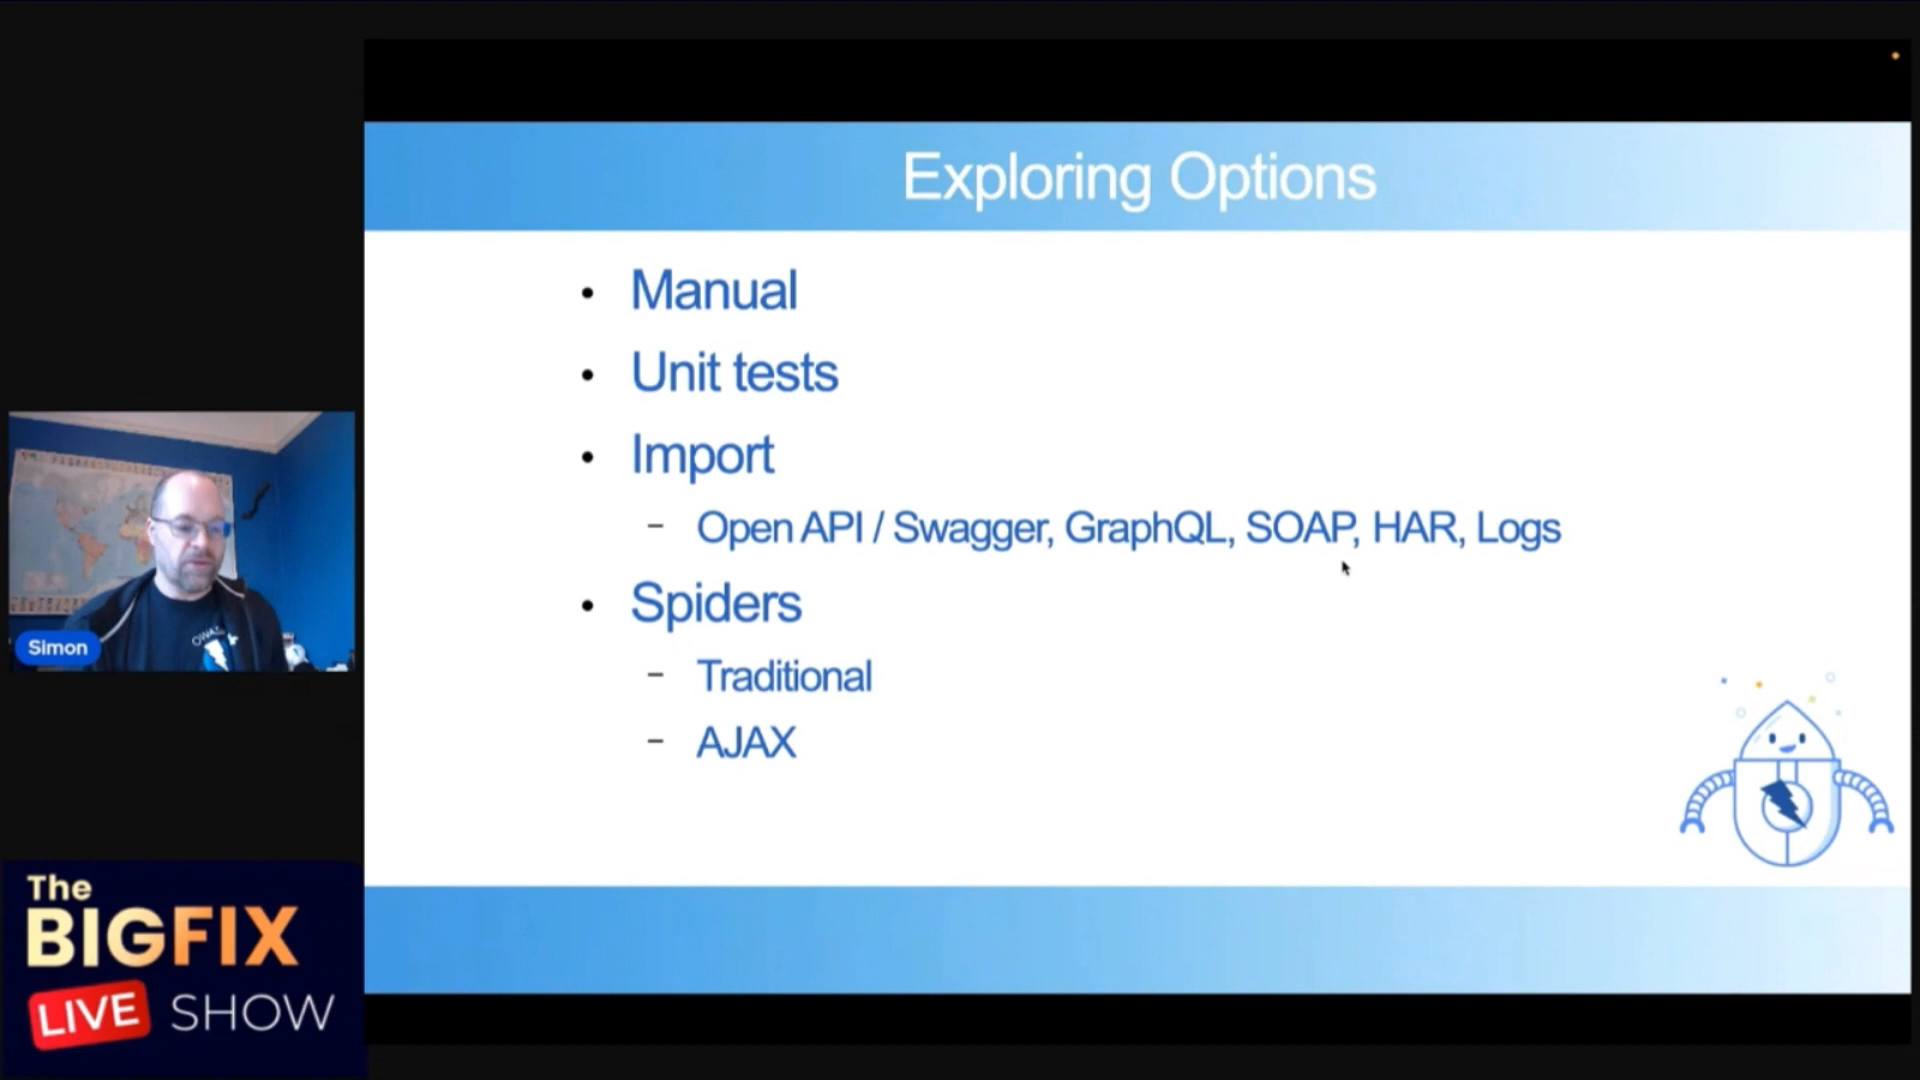 Exploring Options
• Manual
• Unit tests
• Import
– Open API / Swagger, GraphQL, SOAP, HAR, Logs
• Spiders
– Traditional
– AJAX
Simon
The
BIGFIX
LIVE SHOW